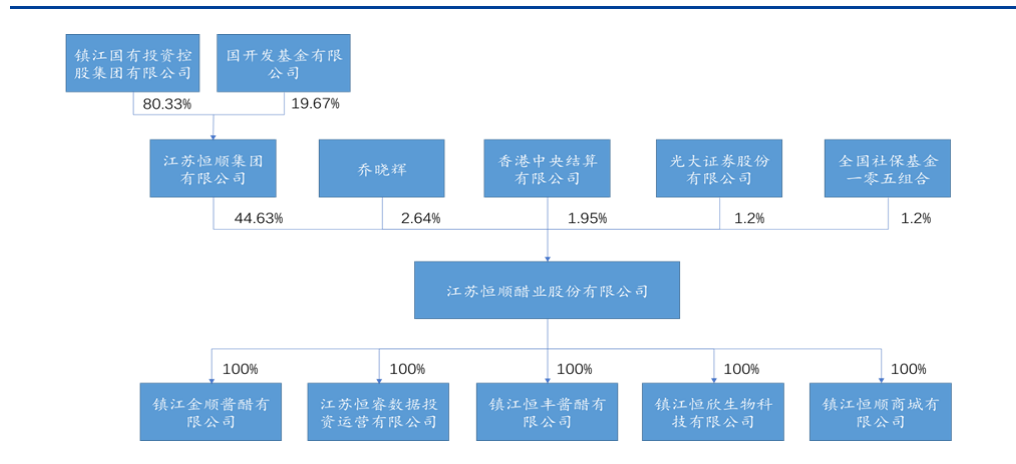 镇江国有投资控
股集团有限公司
国开发基金有限
公司
80.33%
19.67%
江苏恒顺集团
有限公司
乔晓辉
香港中央结算
有限公司
光大证券股份
有限公司
全国社保基金
一零五组合
44.63%
2.64%
1.95%
1.2%
1.2%
江苏恒顺醋业股份有限公司
100%
100%
100%
100%
100%
镇江金顺酱醋有
限公司
江苏恒睿数据投
资运营有限公司
镇江恒丰酱醋有
限公司
镇江恒欣生物科
技有限公司
镇江恒顺商城有
限公司